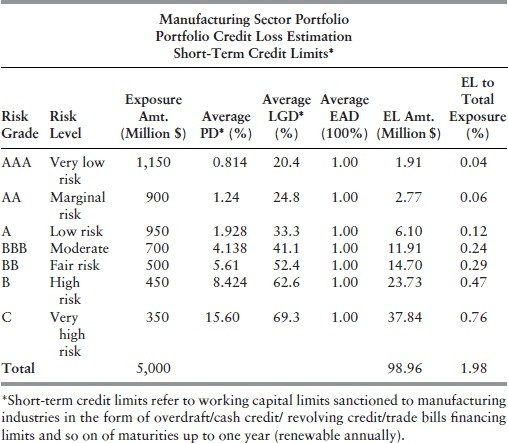 Manufacturing Sector Portfolio
Portfolio Credit Loss Estimation
Short-Term Credit Limits*
Risk Grade Risk Level Exposure Amt. (Million $) Average PD* (%) Average LGD* (%) Average EAD (100%) EL Amt. (Million $) EL to Total Exposure (%)
AAA Very low risk 1,150 0.814 20.4 1.00 1.91 0.04
AA Marginal risk 900 1.24 24.8 1.00 2.77 0.06
A Low risk 950 1.928 33.3 1.00 6.10 0.12
BBB Moderate 700 4.138 41.1 1.00 11.91 0.24
BB Fair risk 500 5.61 52.4 1.00 14.70 0.29
B High risk 450 8.424 62.6 1.00 23.73 0.47
C Very high risk 350 15.60 69.3 1.00 37.84 0.76
Total 5,000 98.96 1.98
*Short-term credit limits refer to working capital limits sanctioned to manufacturing
industries in the form of overdraft/cash credit/ revolving credit/trade bills financing
limits and so on of maturities up to one year (renewable annually).